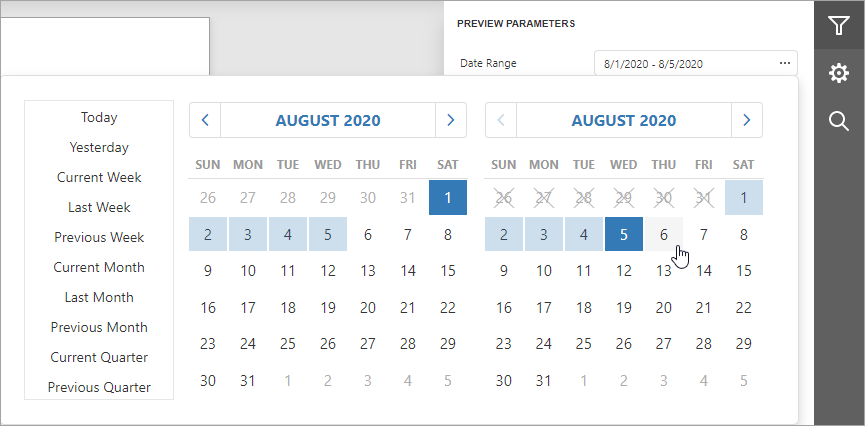 PREVIEW PARAMETERS
Date Range
8/1/2020 - 8/5/2020
...
Today
Yesterday
Current Week
Last Week
Previous Week
Current Month
Last Month
Previous Month
Current Quarter
Previous Quarter
AUGUST 2020
SUN MON TUE WED THU FRI SAT
26 27 28 29 30 31 1
2 3 4 5 6 7 8
9 10 11 12 13 14 15
16 17 18 19 20 21 22
23 24 25 26 27 28 29
30 31 1 2 3 4 5
AUGUST 2020
SUN MON TUE WED THU FRI SAT
26 27 28 29 30 31 1
2 3 4 5 6 7 8
9 10 11 12 13 14 15
16 17 18 19 20 21 22
23 24 25 26 27 28 29
30 31 1 2 3 4 5